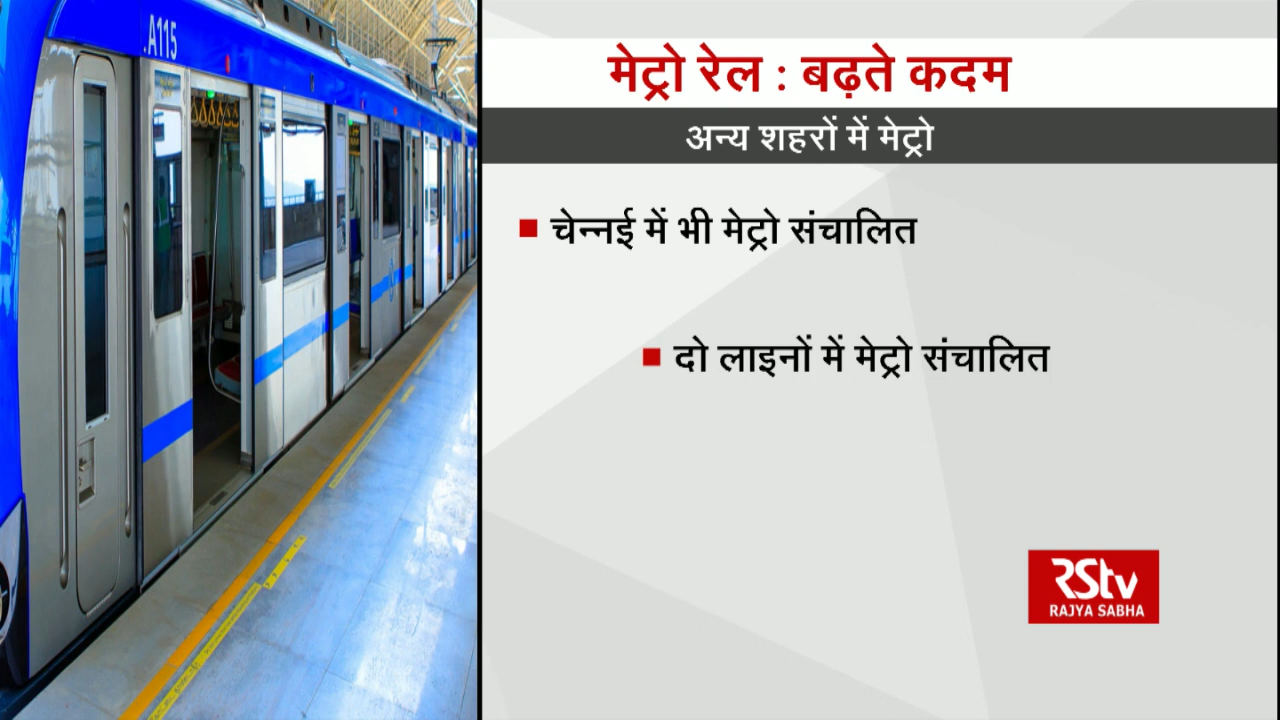 .A115
मेट्रो रेल : बढ़ते कदम
अन्य शहरों में मेट्रो
चेन्नई में भी मेट्रो संचालित
दो लाइनों में मेट्रो संचालित
RStv
RAJYA SABHA